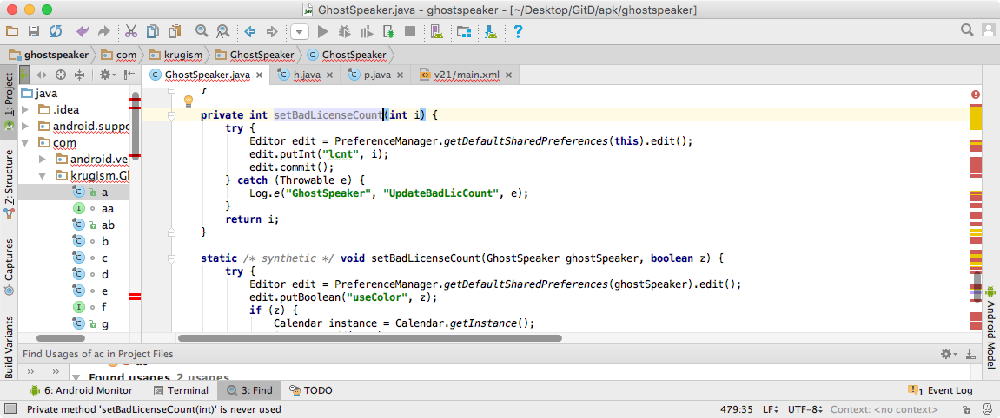 GhostSpeaker.java - ghostspeaker - [~/Desktop/GitD/apk/ghostspeaker]
ghostspeaker com krugism GhostSpeaker GhostSpeaker
1: Project
Z: Structure
Captures
Build Variants
java
.idea
android.suppo
com
android.ve
krugism.Gh
a
aa
ab
b
c
d
e
f
g
GhostSpeaker.java × h.java × p.java × v21/main.xml ×
}
private int setBadLicenseCount(int i) {
try {
Editor edit = PreferenceManager.getDefaultSharedPreferences(this).edit();
edit.putInt("lcnt", i);
edit.commit();
} catch (Throwable e) {
Log.e("GhostSpeaker", "UpdateBadLicCount", e);
}
return i;
}
static /* synthetic */ void setBadLicenseCount(GhostSpeaker ghostSpeaker, boolean z) {
try {
Editor edit = PreferenceManager.getDefaultSharedPreferences(ghostSpeaker).edit();
edit.putBoolean("useColor", z);
if (z) {
Calendar instance = Calendar.getInstance();
Android Model
Find Usages of ac in Project Files
Found usages 2 usages
6: Android Monitor Terminal 3: Find TODO 1 Event Log
Private method 'setBadLicenseCount(int)' is never used 479:35 LF÷ UTF-8÷ Context: <no context>